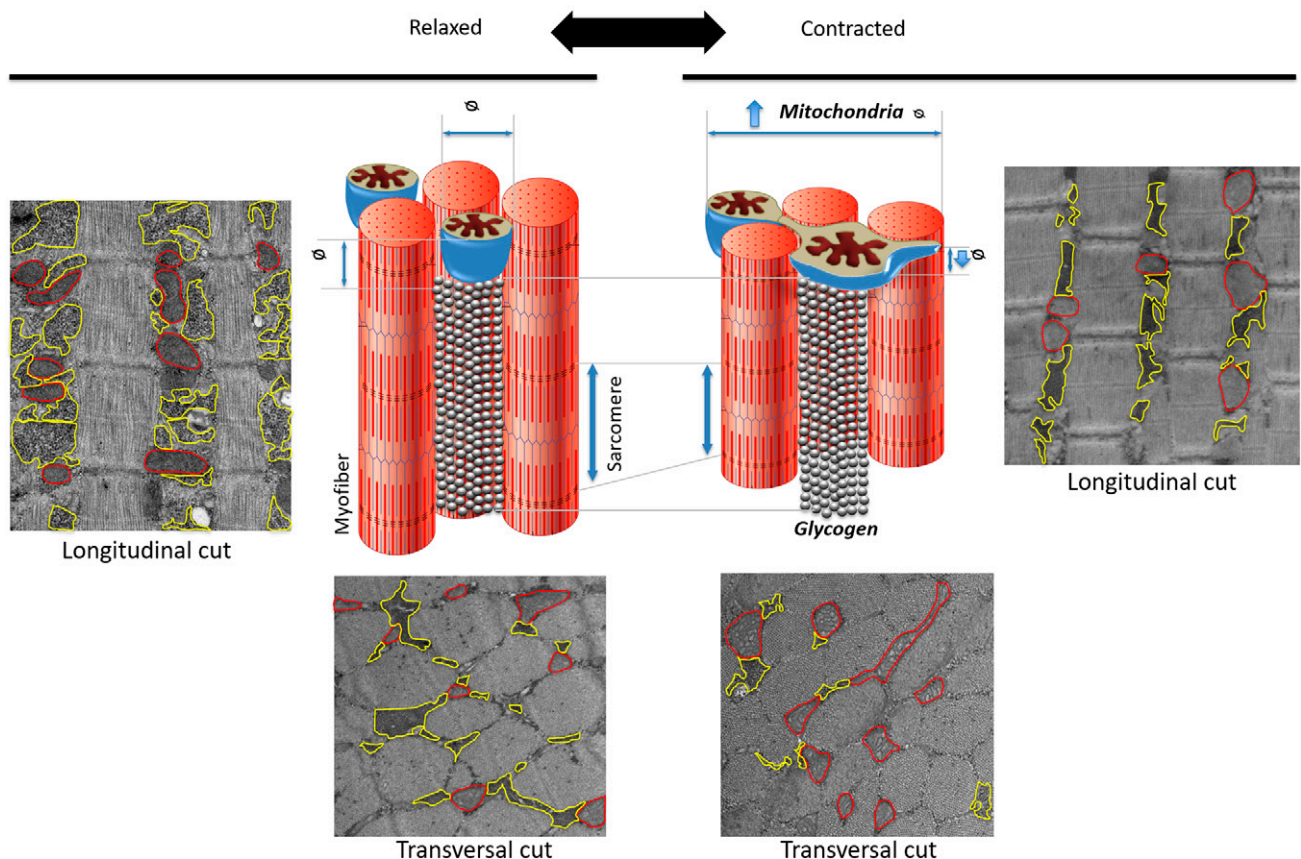 Relaxed
Contracted
Ø
Mitochondria Ø
Ø
Ø
Myofiber
Sarcomere
Glycogen
Longitudinal cut
Longitudinal cut
Transversal cut
Transversal cut